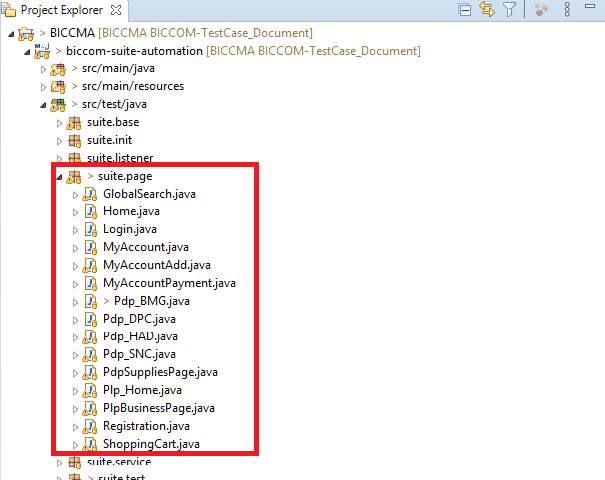 Project Explorer
> BICCMA [BICCMA BICCOM-TestCase_Document]
> biccom-suite-automation [BICCMA BICCOM-TestCase_Document]
> src/main/java
> src/main/resources
> src/test/java
suite.base
suite.init
suite.listener
> suite.page
GlobalSearch.java
Home.java
Login.java
MyAccount.java
MyAccountAdd.java
MyAccountPayment.java
> Pdp_BMG.java
Pdp_DPC.java
Pdp_HAD.java
Pdp_SNC.java
PdpSuppliesPage.java
Plp_Home.java
PlpBusinessPage.java
Registration.java
ShoppingCart.java
suite.service
> suite.test